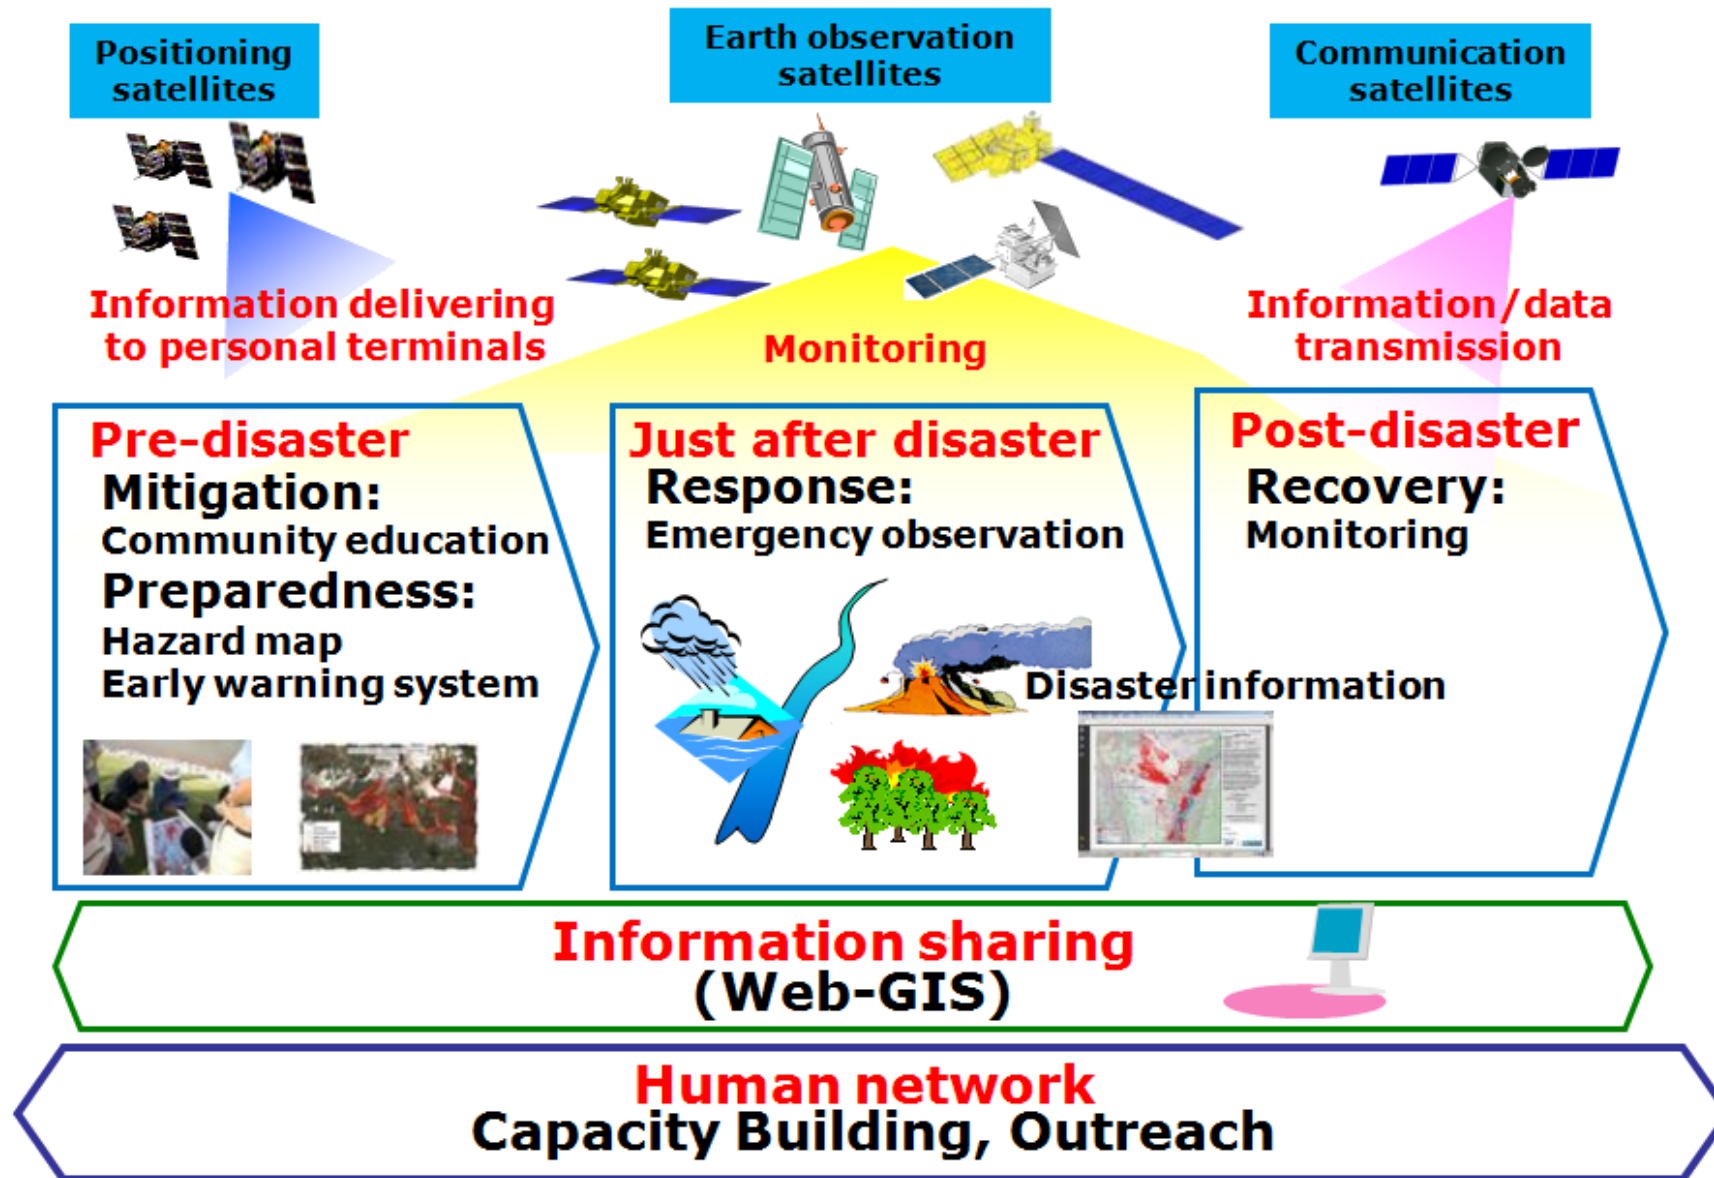 Positioning
satellites
Earth observation
satellites
Communication
satellites
Information delivering
to personal terminals
Monitoring
Information/data
transmission
Pre-disaster
Mitigation:
Community education
Preparedness:
Hazard map
Early warning system
Just after disaster
Response:
Emergency observation
Disaster information
Post-disaster
Recovery:
Monitoring
Information sharing
(Web-GIS)
Human network
Capacity Building, Outreach